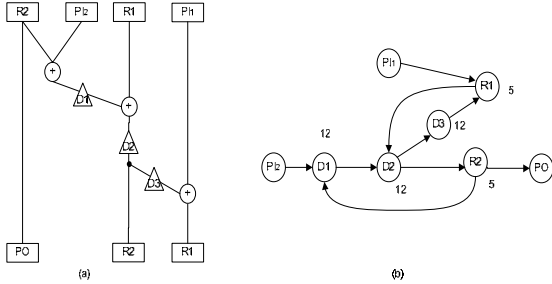 R2 PI2 R1 PI1
+
D1
+
D2
D3
+
PO R2 R1
(a)
PI1
R1
5
D3
12
12
PI2 D1 D2 R2 PO
12
5
(b)